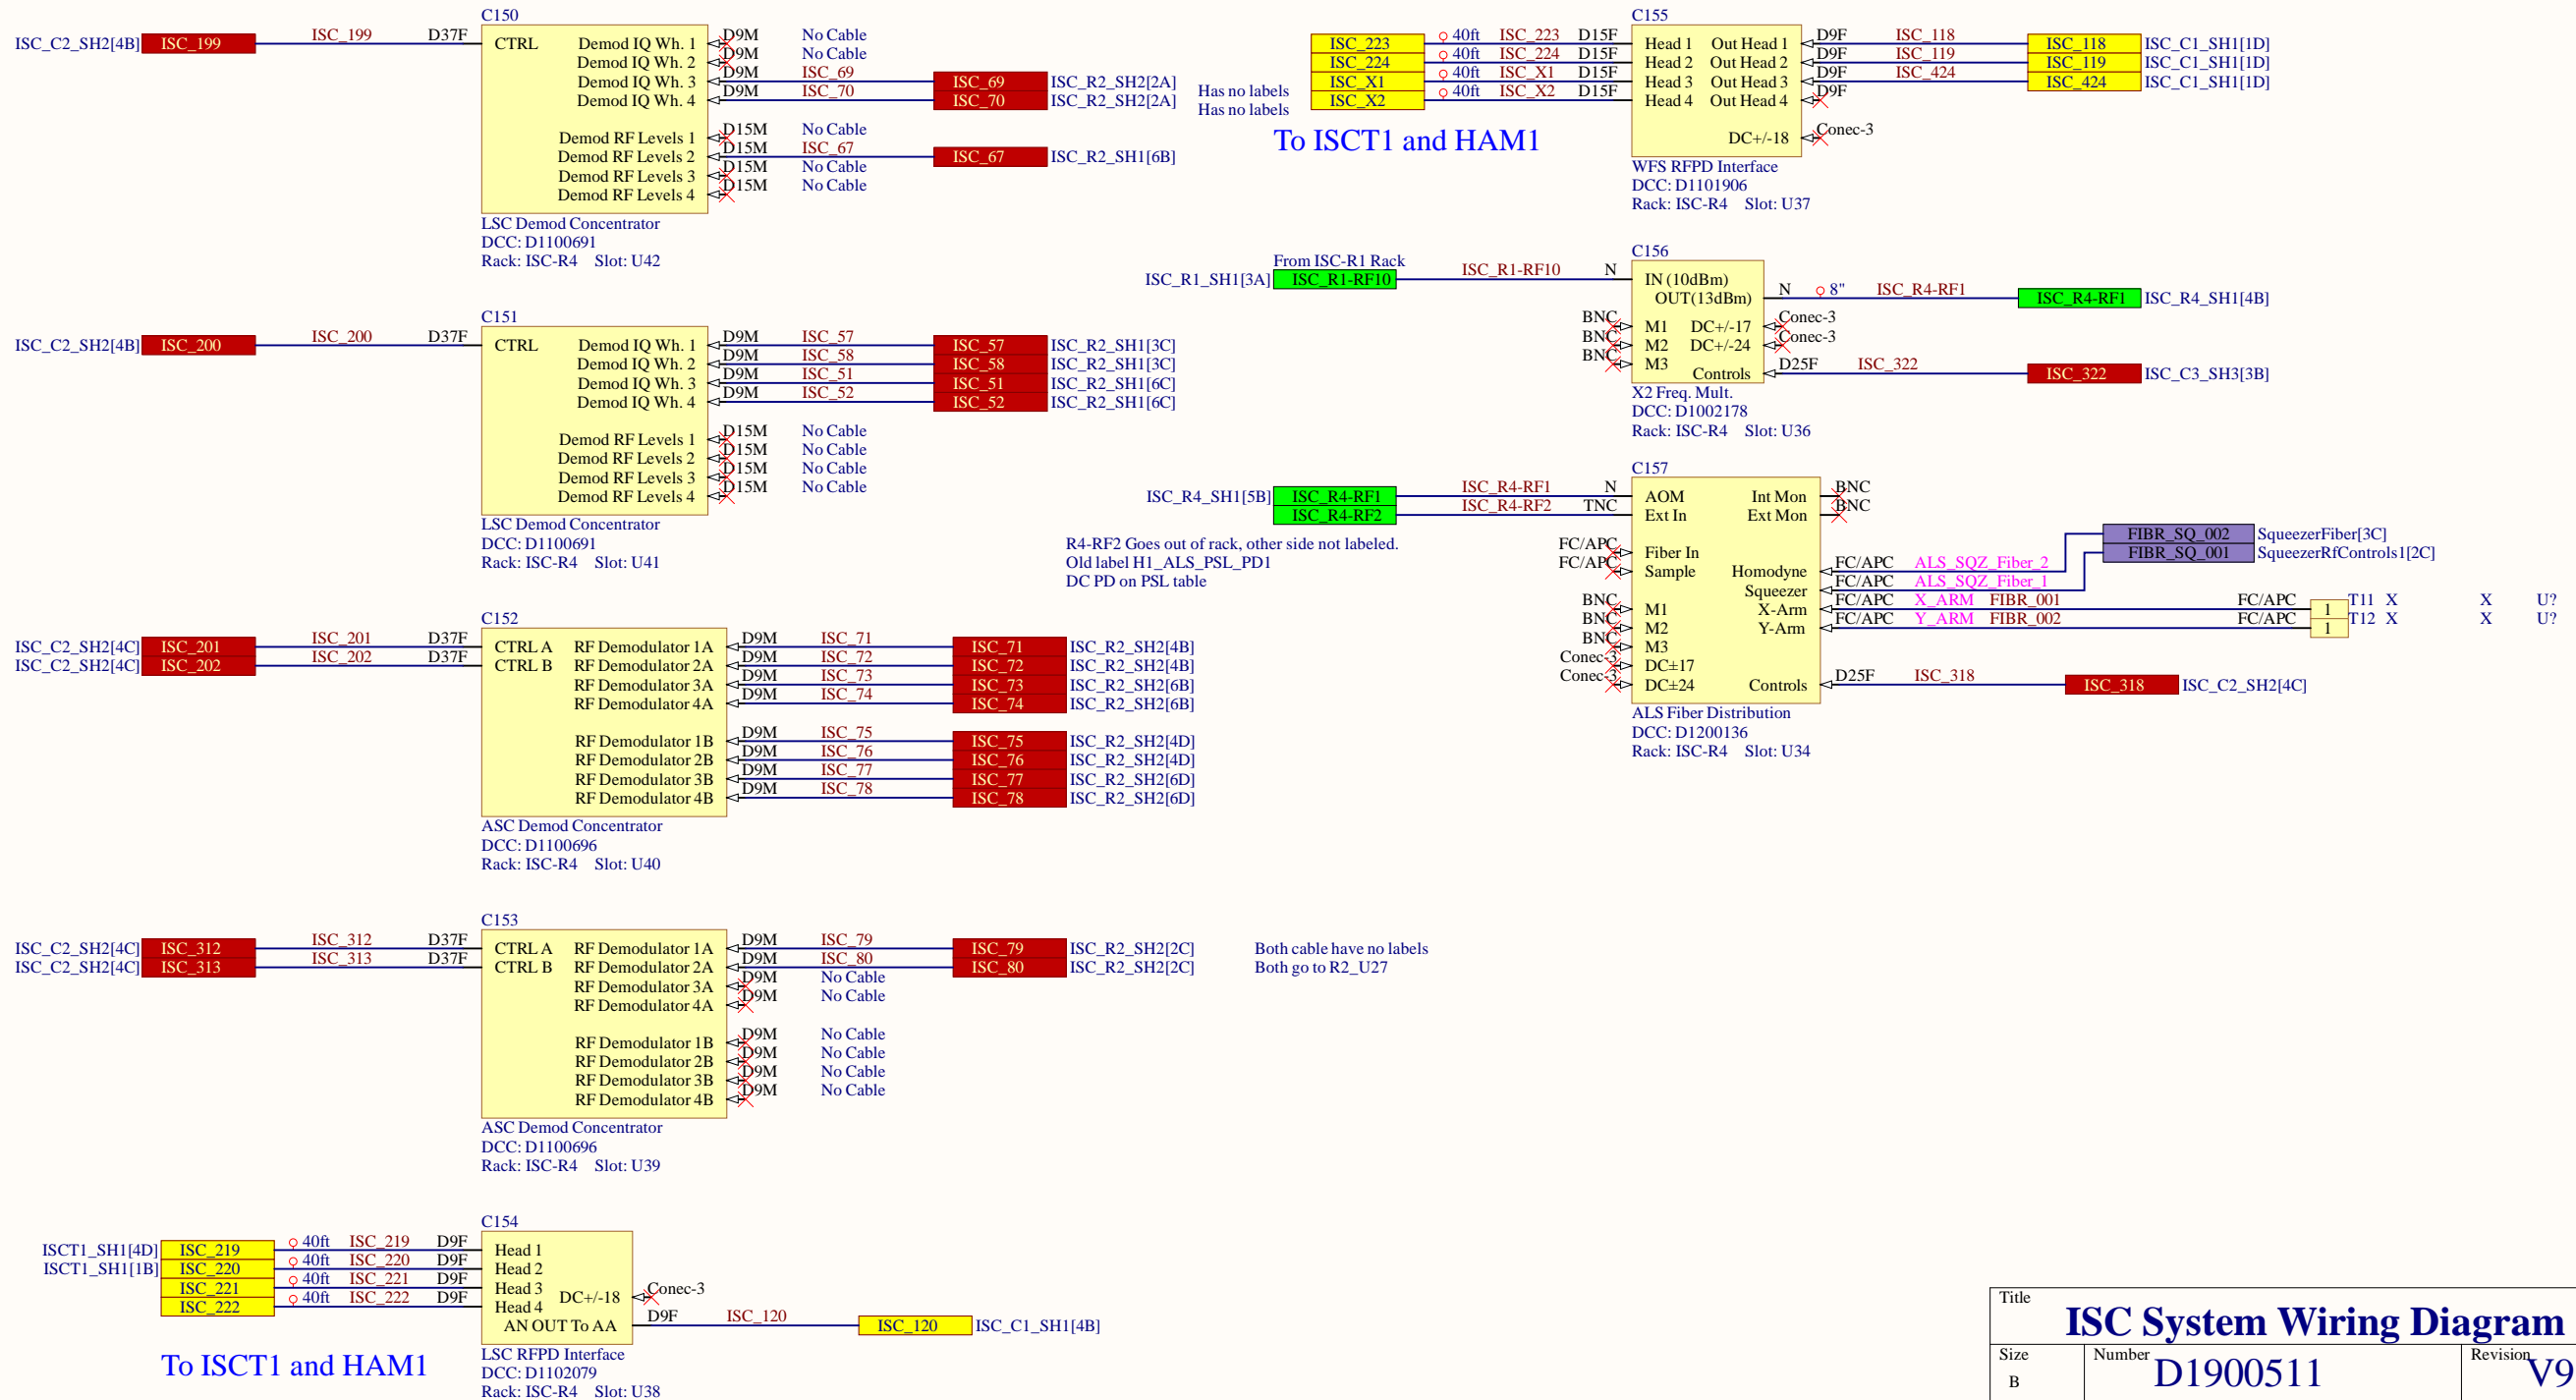 C150
ISC_C2_SH2[4B] ISC_199 ISC_199 D37F CTRL
Demod IQ Wh. 1 D9M No Cable
Demod IQ Wh. 2 D9M No Cable
Demod IQ Wh. 3 D9M ISC_69 ISC_69 ISC_R2_SH2[2A]
Demod IQ Wh. 4 D9M ISC_70 ISC_70 ISC_R2_SH2[2A]
Demod RF Levels 1 D15M No Cable
Demod RF Levels 2 D15M ISC_67 ISC_67 ISC_R2_SH1[6B]
Demod RF Levels 3 D15M No Cable
Demod RF Levels 4 D15M No Cable
LSC Demod Concentrator
DCC: D1100691
Rack: ISC-R4 Slot: U42
C151
ISC_C2_SH2[4B] ISC_200 ISC_200 D37F CTRL
Demod IQ Wh. 1 D9M ISC_57 ISC_57 ISC_R2_SH1[3C]
Demod IQ Wh. 2 D9M ISC_58 ISC_58 ISC_R2_SH1[3C]
Demod IQ Wh. 3 D9M ISC_51 ISC_51 ISC_R2_SH1[6C]
Demod IQ Wh. 4 D9M ISC_52 ISC_52 ISC_R2_SH1[6C]
Demod RF Levels 1 D15M No Cable
Demod RF Levels 2 D15M No Cable
Demod RF Levels 3 D15M No Cable
Demod RF Levels 4 D15M No Cable
LSC Demod Concentrator
DCC: D1100691
Rack: ISC-R4 Slot: U41
C152
ISC_C2_SH2[4C] ISC_201 ISC_201 D37F CTRL A
ISC_C2_SH2[4C] ISC_202 ISC_202 D37F CTRL B
RF Demodulator 1A D9M ISC_71 ISC_71 ISC_R2_SH2[4B]
RF Demodulator 2A D9M ISC_72 ISC_72 ISC_R2_SH2[4B]
RF Demodulator 3A D9M ISC_73 ISC_73 ISC_R2_SH2[6B]
RF Demodulator 4A D9M ISC_74 ISC_74 ISC_R2_SH2[6B]
RF Demodulator 1B D9M ISC_75 ISC_75 ISC_R2_SH2[4D]
RF Demodulator 2B D9M ISC_76 ISC_76 ISC_R2_SH2[4D]
RF Demodulator 3B D9M ISC_77 ISC_77 ISC_R2_SH2[6D]
RF Demodulator 4B D9M ISC_78 ISC_78 ISC_R2_SH2[6D]
ASC Demod Concentrator
DCC: D1100696
Rack: ISC-R4 Slot: U40
C153
ISC_C2_SH2[4C] ISC_312 ISC_312 D37F CTRL A
ISC_C2_SH2[4C] ISC_313 ISC_313 D37F CTRL B
RF Demodulator 1A D9M ISC_79 ISC_79 ISC_R2_SH2[2C] Both cable have no labels
RF Demodulator 2A D9M ISC_80 ISC_80 ISC_R2_SH2[2C] Both go to R2_U27
RF Demodulator 3A D9M No Cable
RF Demodulator 4A D9M No Cable
RF Demodulator 1B D9M No Cable
RF Demodulator 2B D9M No Cable
RF Demodulator 3B D9M No Cable
RF Demodulator 4B D9M No Cable
ASC Demod Concentrator
DCC: D1100696
Rack: ISC-R4 Slot: U39
C154
ISCT1_SH1[4D] ISC_219 40ft ISC_219 D9F Head 1
ISCT1_SH1[1B] ISC_220 40ft ISC_220 D9F Head 2
ISC_221 40ft ISC_221 D9F Head 3
ISC_222 40ft ISC_222 D9F Head 4
DC+/-18 Conec-3
AN OUT To AA D9F ISC_120 ISC_120 ISC_C1_SH1[4B]
To ISCT1 and HAM1
LSC RFPD Interface
DCC: D1102079
Rack: ISC-R4 Slot: U38
C155
ISC_223 40ft ISC_223 D15F Head 1 Out Head 1 D9F ISC_118 ISC_118 ISC_C1_SH1[1D]
ISC_224 40ft ISC_224 D15F Head 2 Out Head 2 D9F ISC_119 ISC_119 ISC_C1_SH1[1D]
Has no labels ISC_X1 40ft ISC_X1 D15F Head 3 Out Head 3 D9F ISC_424 ISC_424 ISC_C1_SH1[1D]
Has no labels ISC_X2 40ft ISC_X2 D15F Head 4 Out Head 4 D9F
To ISCT1 and HAM1
DC+/-18 Conec-3
WFS RFPD Interface
DCC: D1101906
Rack: ISC-R4 Slot: U37
C156
From ISC-R1 Rack
ISC_R1_SH1[3A] ISC_R1-RF10 ISC_R1-RF10 N IN (10dBm)
OUT(13dBm) N 8" ISC_R4-RF1 ISC_R4-RF1 ISC_R4_SH1[4B]
BNC M1 DC+/-17 Conec-3
BNC M2 DC+/-24 Conec-3
BNC M3
Controls D25F ISC_322 ISC_322 ISC_C3_SH3[3B]
X2 Freq. Mult.
DCC: D1002178
Rack: ISC-R4 Slot: U36
C157
ISC_R4_SH1[5B] ISC_R4-RF1 ISC_R4-RF1 N AOM Int Mon BNC
ISC_R4-RF2 ISC_R4-RF2 TNC Ext In Ext Mon BNC
R4-RF2 Goes out of rack, other side not labeled.
Old label H1_ALS_PSL_PD1
DC PD on PSL table
FC/APC Fiber In
FC/APC Sample
Homodyne FC/APC ALS_SQZ_Fiber_2 FIBR_SQ_002 SqueezerFiber[3C]
Squeezer FC/APC ALS_SQZ_Fiber_1 FIBR_SQ_001 SqueezerRfControls1[2C]
BNC M1 X-Arm FC/APC X_ARM FIBR_001 FC/APC 1 T11 X X U?
BNC M2 Y-Arm FC/APC Y_ARM FIBR_002 FC/APC 1 T12 X X U?
BNC M3
Conec-3 DC±17
Conec-3 DC±24 Controls D25F ISC_318 ISC_318 ISC_C2_SH2[4C]
ALS Fiber Distribution
DCC: D1200136
Rack: ISC-R4 Slot: U34
Title
ISC System Wiring Diagram
Size B Number D1900511 Revision V9